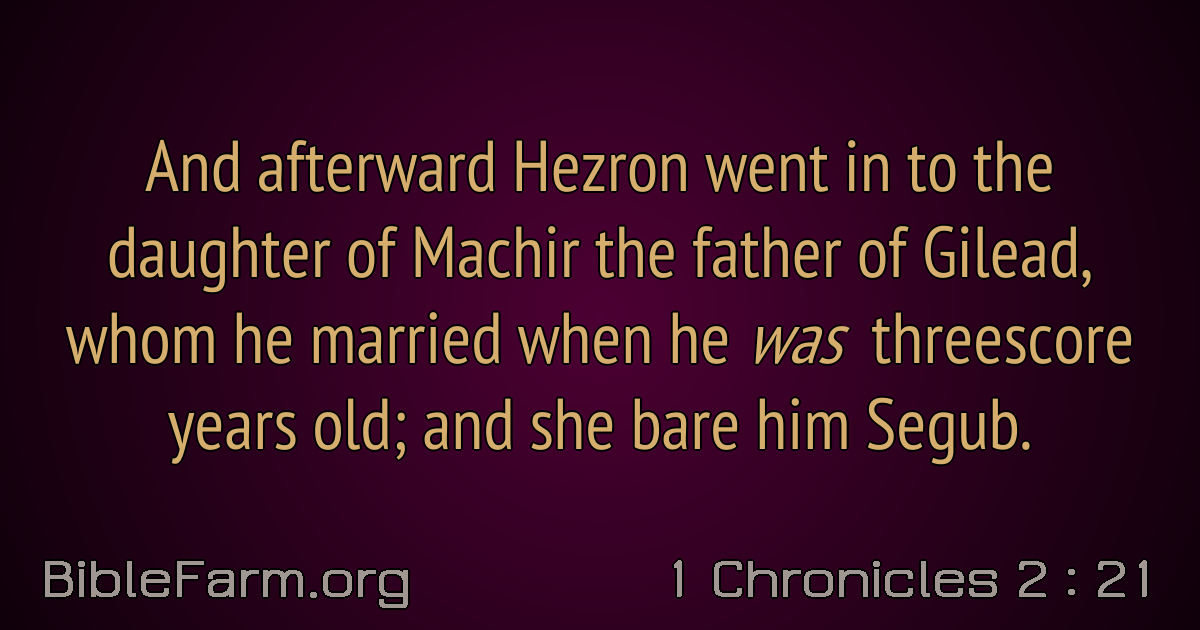 And afterward Hezron went in to the
daughter of Machir the father of Gilead,
whom he married when he was threescore
years old; and she bare him Segub.
BibleFarm.org
1 Chronicles 2 : 21